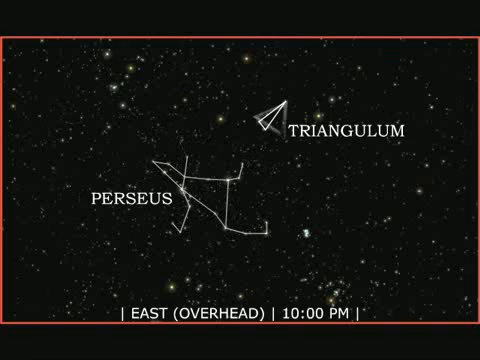 TRIANGULUM
PERSEUS
| EAST (OVERHEAD) | 10:00 PM |